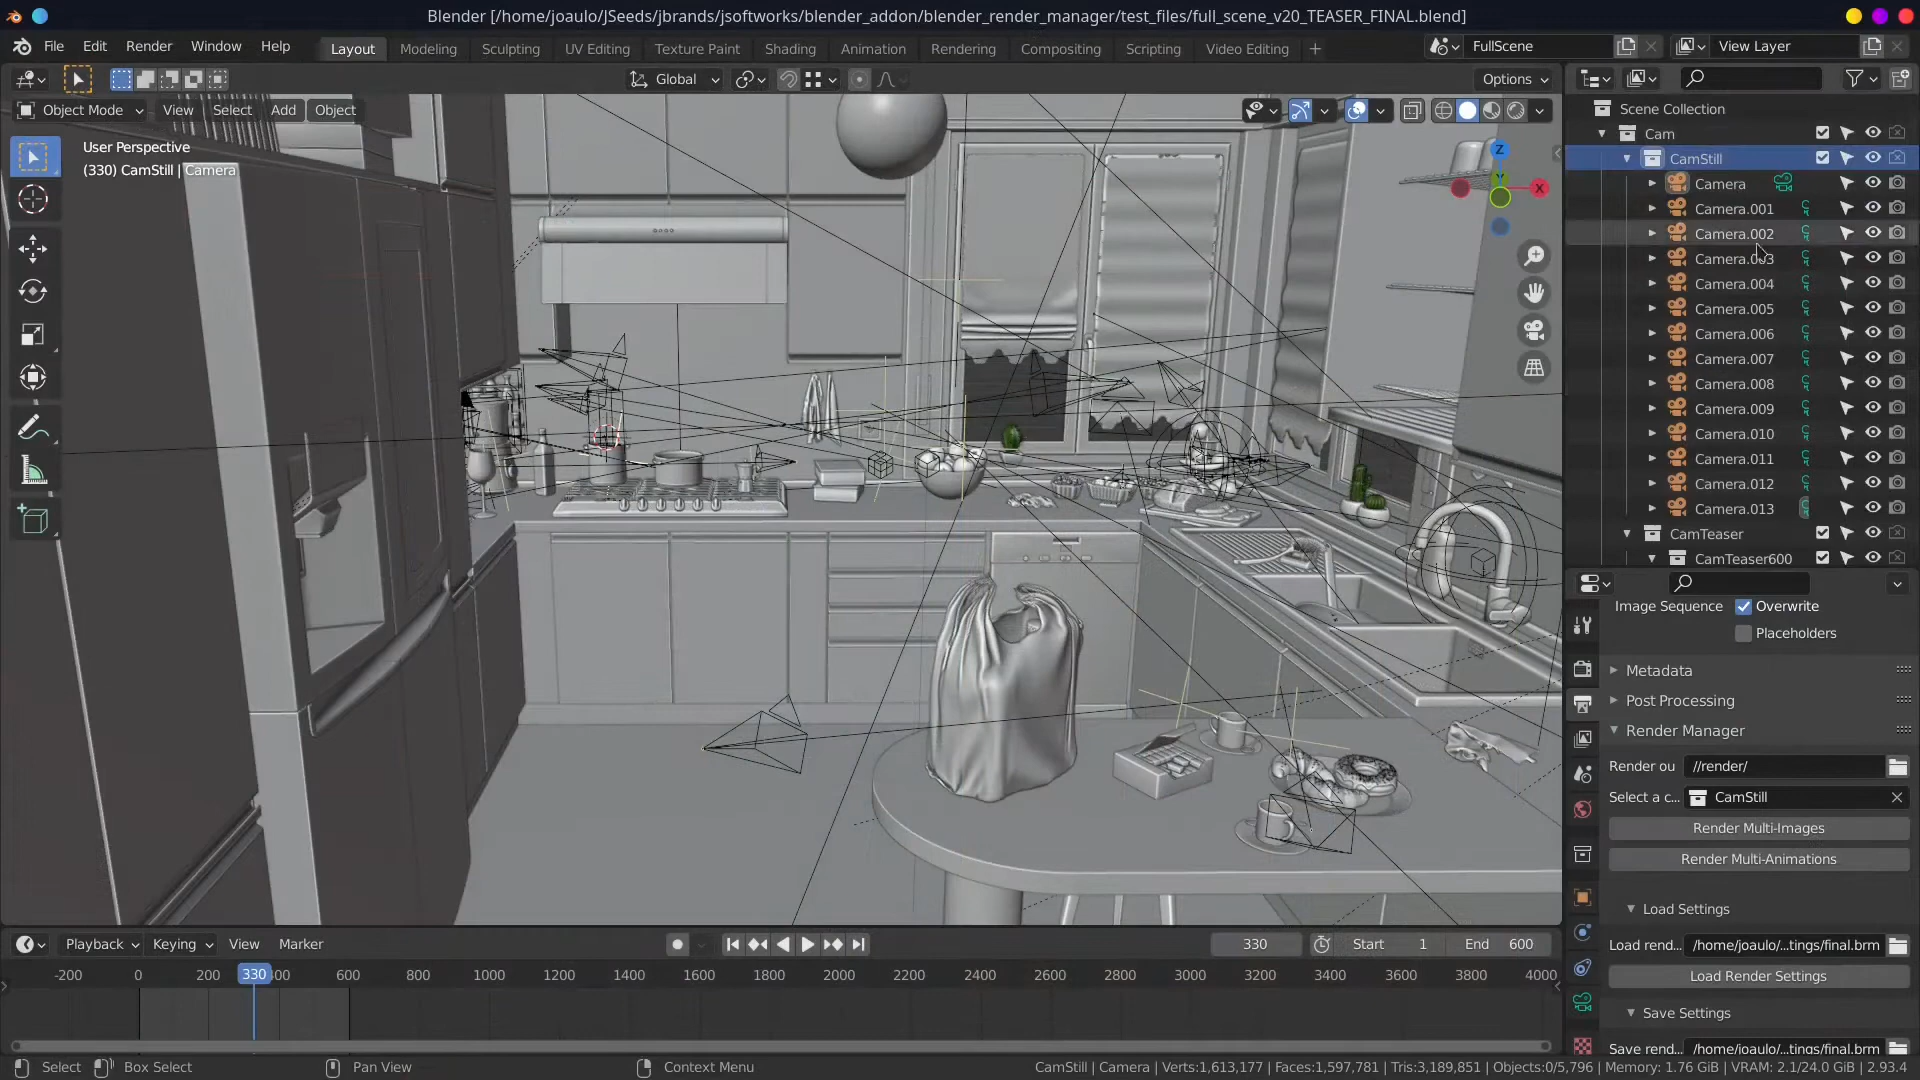 Blender [/home/joaulo/JSeeds/jbrands/jsoftworks/blender_addon/blender_render_manager/test_files/full_scene_v20_TEASER_FINAL.blend]
File Edit Render Window Help Layout Modeling Sculpting UV Editing Texture Paint Shading Animation Rendering Compositing Scripting Video Editing + FullScene View Layer
Global Options
Object Mode View Select Add Object
User Perspective
(330) CamStill | Camera
Z
X
Scene Collection
Cam
CamStill
Camera
Camera.001
Camera.002
Camera.003
Camera.004
Camera.005
Camera.006
Camera.007
Camera.008
Camera.009
Camera.010
Camera.011
Camera.012
Camera.013
CamTeaser
CamTeaser600
Image Sequence Overwrite
Placeholders
Metadata
Post Processing
Render Manager
Render ou //render/
Select a c... CamStill
Render Multi-Images
Render Multi-Animations
Load Settings
Load rend... /home/joaulo/...tings/final.brm
Load Render Settings
Save Settings
Save rend... /home/joaulo/...tings/final.brm
Playback Keying View Marker 330 Start 1 End 600
-200 0 200 330 400 600 800 1000 1200 1400 1600 1800 2000 2200 2400 2600 2800 3000 3200 3400 3600 3800 4000
Select Box Select Pan View Context Menu CamStill | Camera | Verts:1,613,177 | Faces:1,597,781 | Tris:3,189,851 | Objects:0/5,796 | Memory: 1.76 GiB | VRAM: 2.1/24.0 GiB | 2.93.4